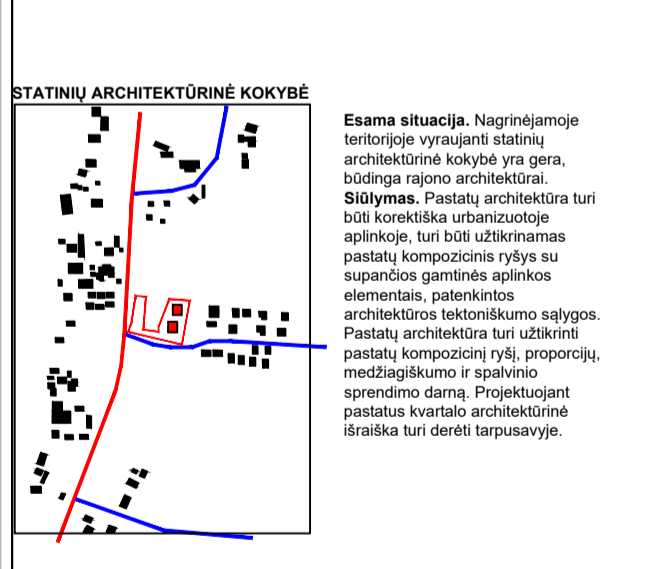 STATINIŲ ARCHITEKTŪRINĖ KOKYBĖ
Esama situacija. Nagrinėjamoje
teritorijoje vyraujanti statinių
architektūrinė kokybė yra gera,
būdinga rajono architektūrai.
Siūlymas. Pastatų architektūra turi
būti korektiška urbanizuotoje
aplinkoje, turi būti užtikrinamas
pastatų kompozicinis ryšys su
supančios gamtinės aplinkos
elementais, patenkintos
architektūros tektoniškumo sąlygos.
Pastatų architektūra turi užtikrinti
pastatų kompozicinį ryšį, proporcijų,
medžiagiškumo ir spalvinio
sprendimo darną. Projektuojant
pastatus kvartalo architektūrinė
išraiška turi derėti tarpusavyje.